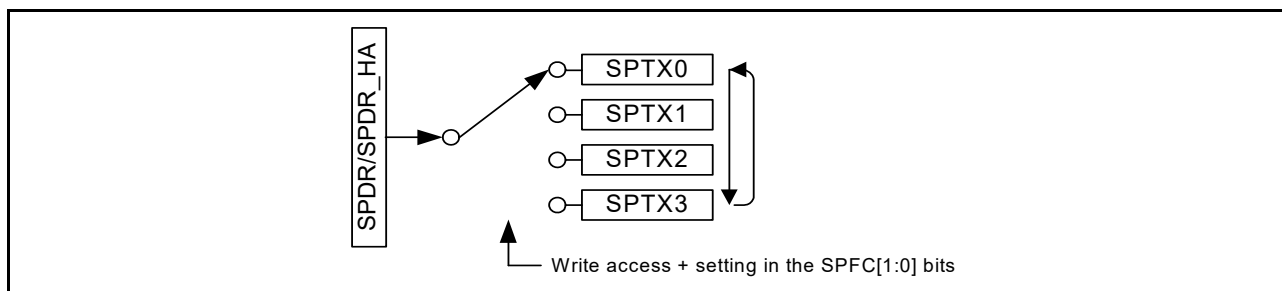 SPDR/SPDR_HA
SPTX0
SPTX1
SPTX2
SPTX3
Write access + setting in the SPFC[1:0] bits